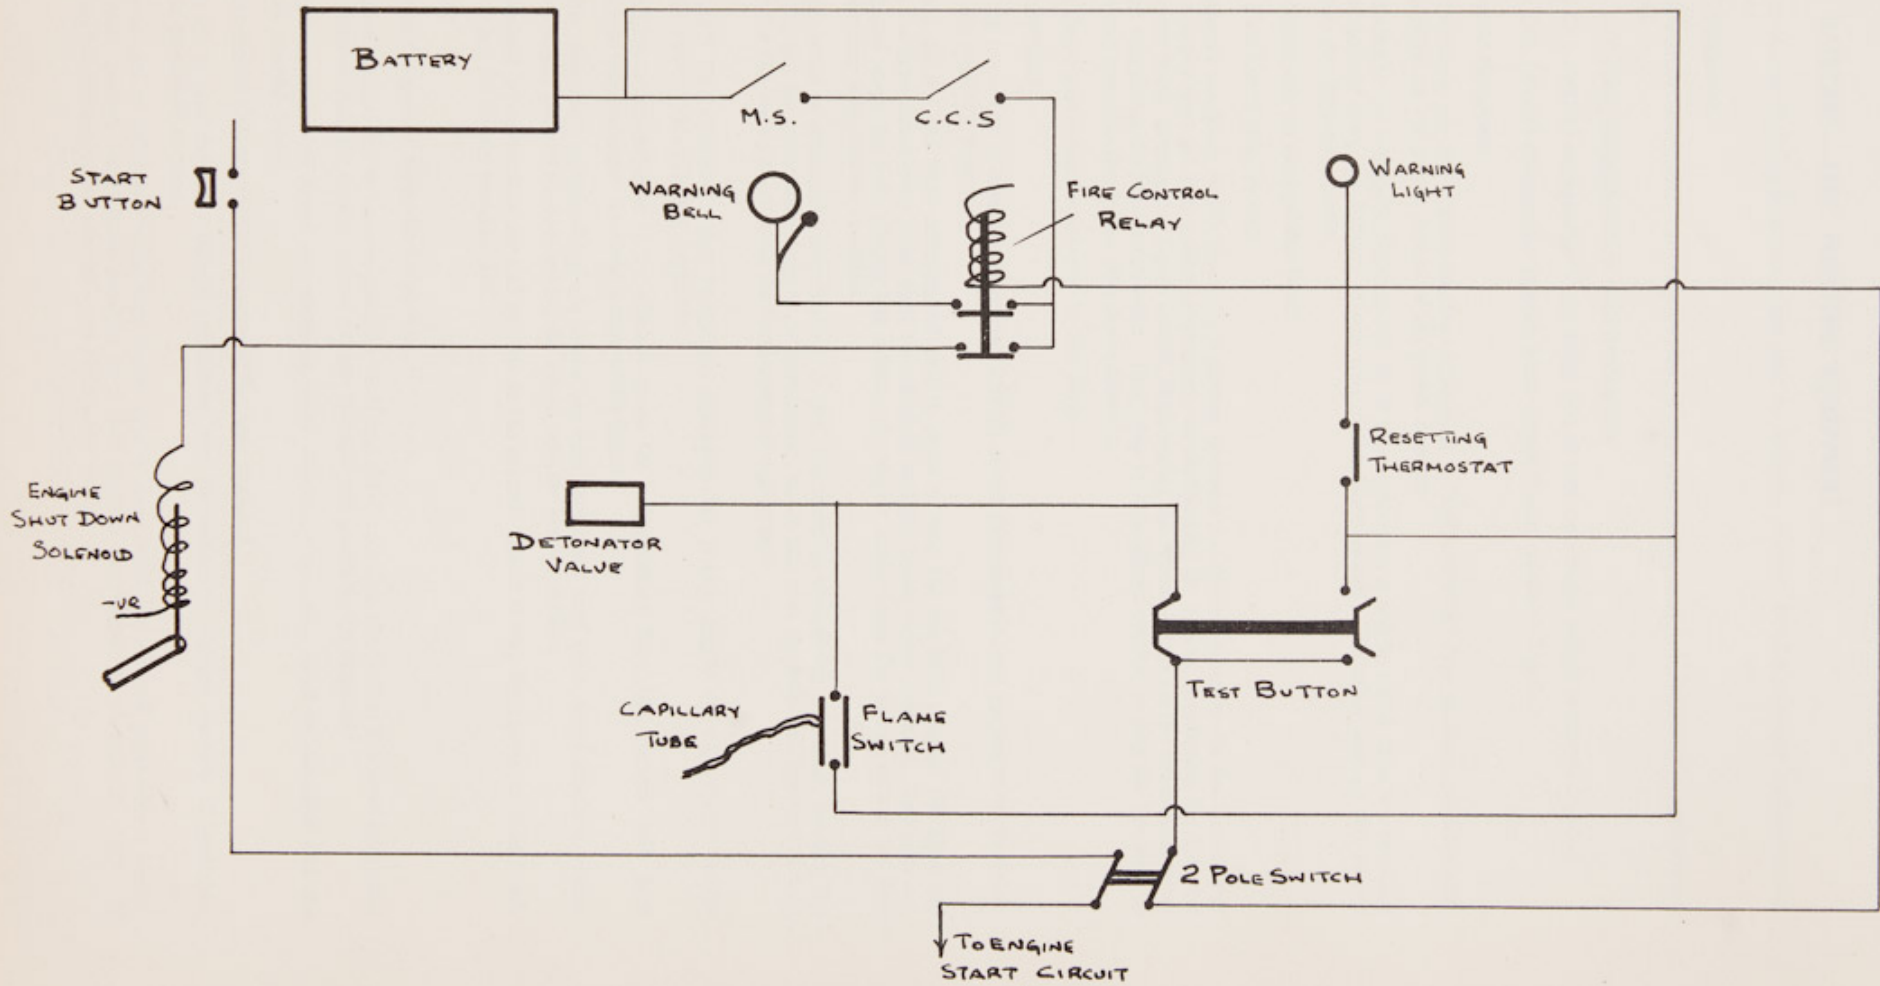 BATTERY
M.S.
C.C.S
START
BUTTON
WARNING
BELL
FIRE CONTROL
RELAY
WARNING
LIGHT
RESETTING
THERMOSTAT
ENGINE
SHUT DOWN
SOLENOID
-VE
DETONATOR
VALUE
TEST BUTTON
CAPILLARY
TUBE
FLAME
SWITCH
2 POLE SWITCH
TO ENGINE
START CIRCUIT